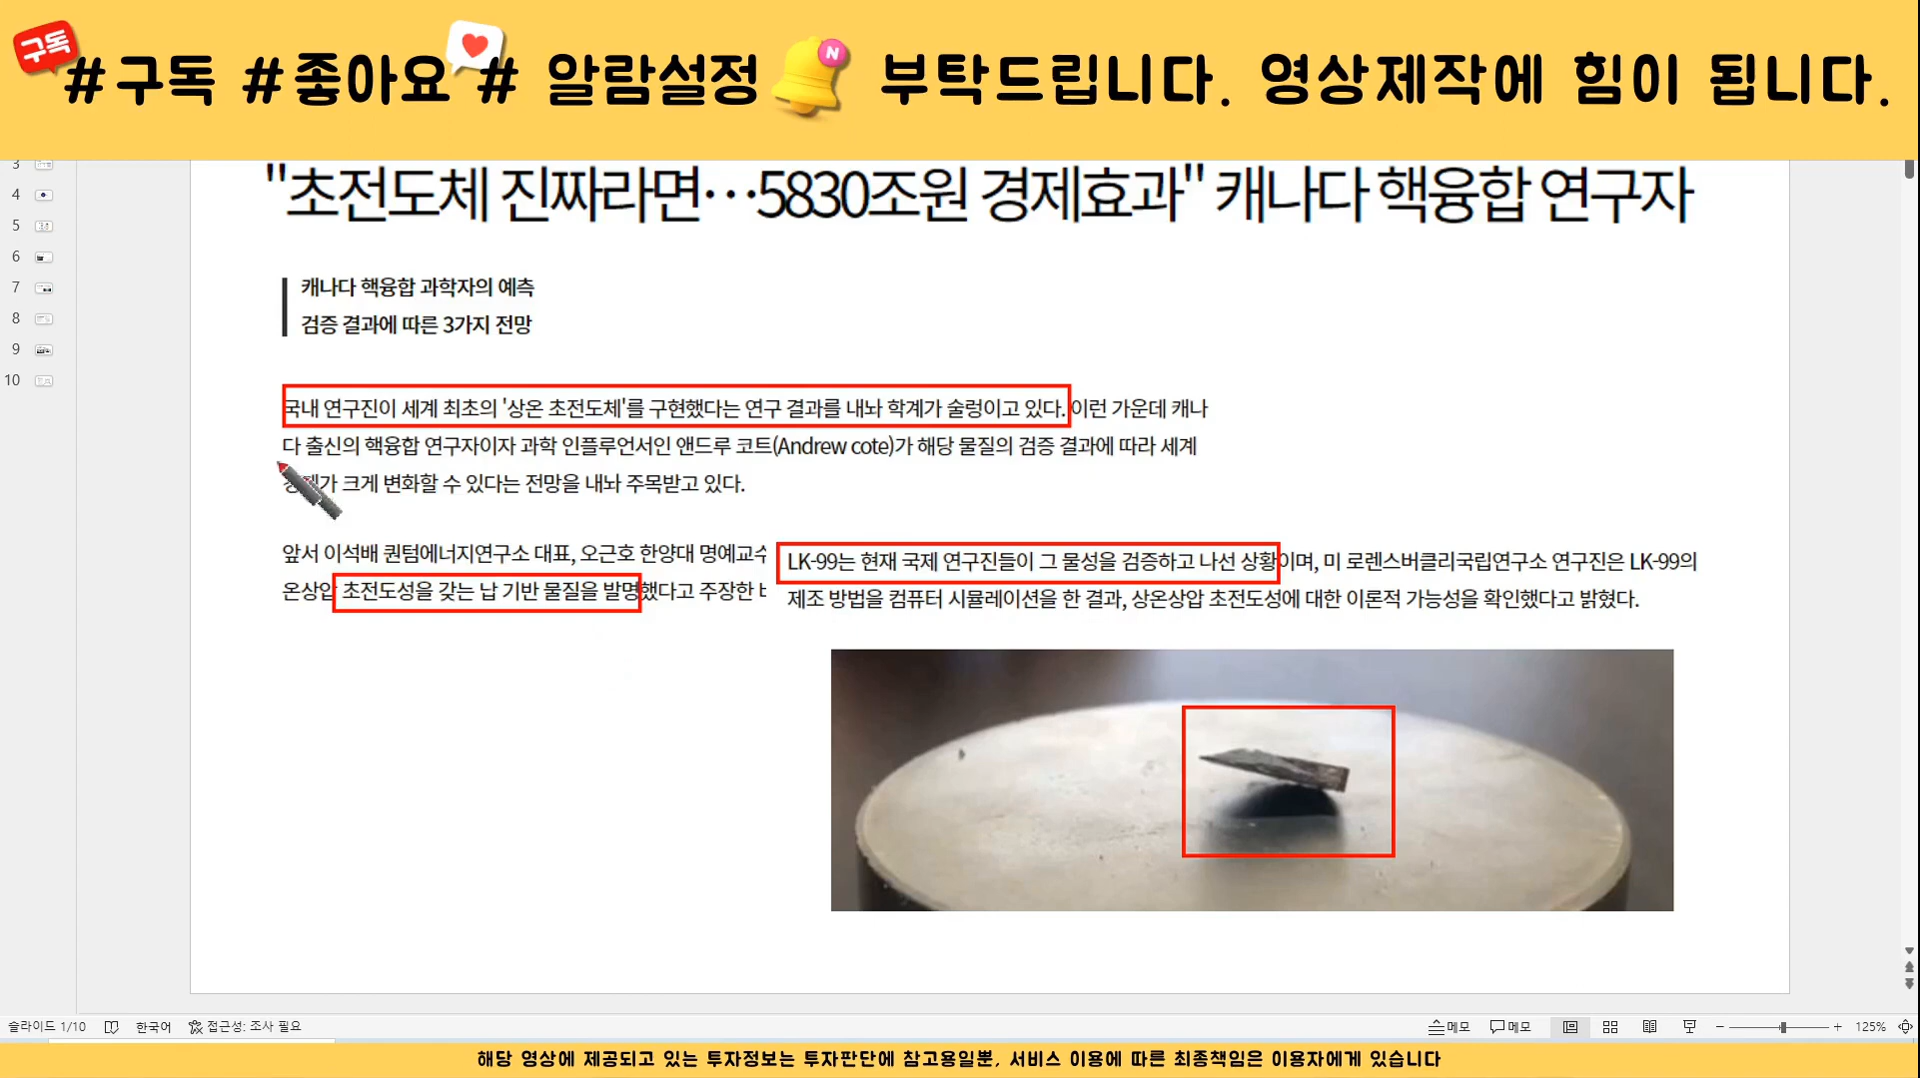 구독
#구독 #좋아요 # 알람설정 부탁드립니다. 영상제작에 힘이 됩니다.
N
3
4
5
6
7
8
9
10
"초전도체 진짜라면…5830조원 경제효과" 캐나다 핵융합 연구자
캐나다 핵융합 과학자의 예측
검증 결과에 따른 3가지 전망
국내 연구진이 세계 최초의 '상온 초전도체'를 구현했다는 연구 결과를 내놔 학계가 술렁이고 있다. 이런 가운데 캐나
다 출신의 핵융합 연구자이자 과학 인플루언서인 앤드루 코트(Andrew cote)가 해당 물질의 검증 결과에 따라 세계
가 크게 변화할 수 있다는 전망을 내놔 주목받고 있다.
앞서 이석배 퀀텀에너지연구소 대표, 오근호 한양대 명예교수
온상압 초전도성을 갖는 납 기반 물질을 발명했다고 주장한
LK-99는 현재 국제 연구진들이 그 물성을 검증하고 나선 상황이며, 미 로렌스버클리국립연구소 연구진은 LK-99의
제조 방법을 컴퓨터 시뮬레이션을 한 결과, 상온상압 초전도성에 대한 이론적 가능성을 확인했다고 밝혔다.
슬라이드 1/10 한국어 접근성: 조사 필요 메모 메모 125%
해당 영상에 제공되고 있는 투자정보는 투자판단에 참고용일뿐, 서비스 이용에 따른 최종책임은 이용자에게 있습니다